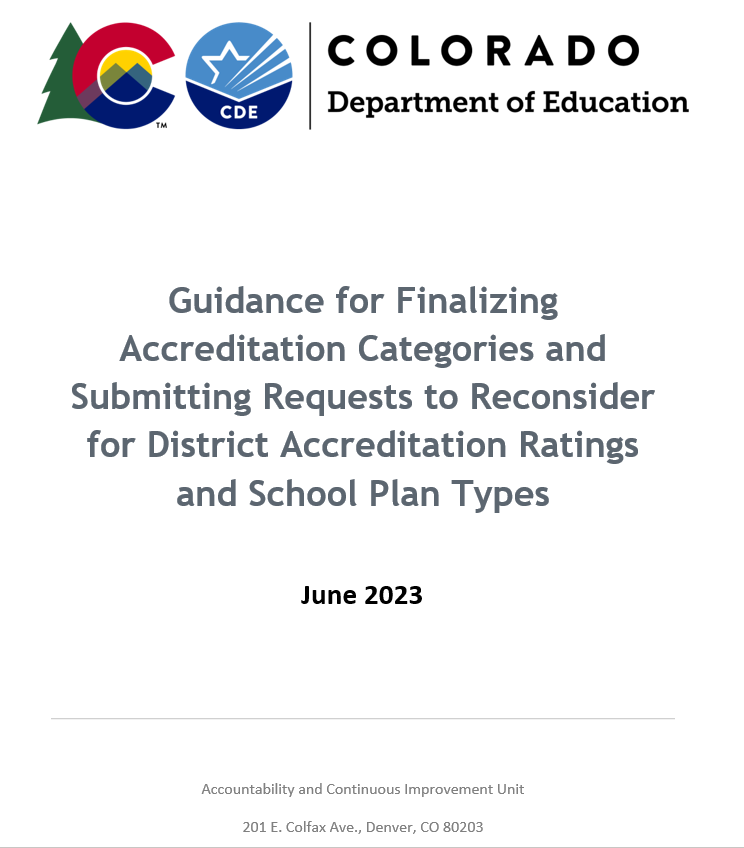 COLORADO
Department of Education
CDE
TM
Guidance for Finalizing
Accreditation Categories and
Submitting Requests to Reconsider
for District Accreditation Ratings
and School Plan Types
June 2023
Accountability and Continuous Improvement Unit
201 E. Colfax Ave., Denver, CO 80203